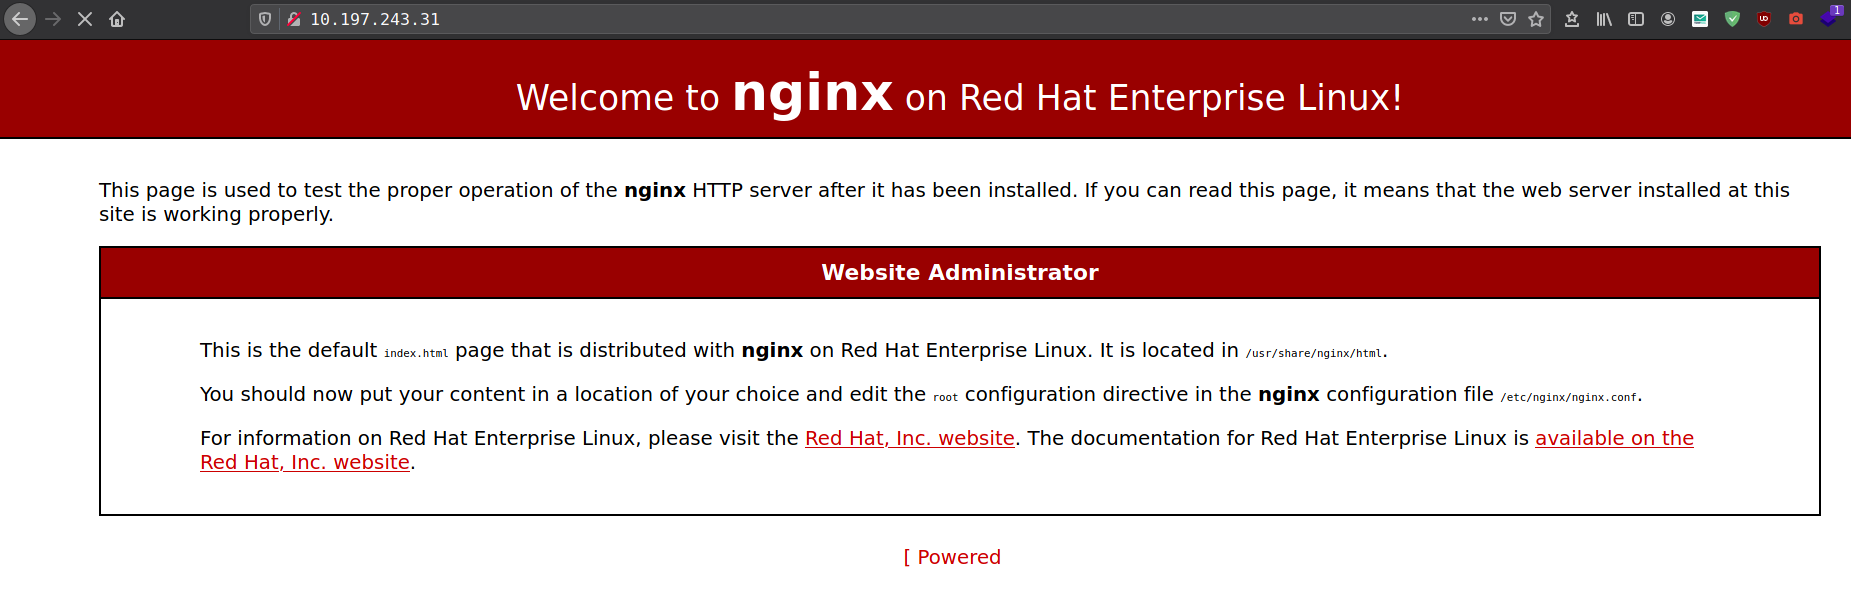 10.197.243.31
1
Welcome to nginx on Red Hat Enterprise Linux!
This page is used to test the proper operation of the nginx HTTP server after it has been installed. If you can read this page, it means that the web server installed at this
site is working properly.
Website Administrator
This is the default index.html page that is distributed with nginx on Red Hat Enterprise Linux. It is located in /usr/share/nginx/html.
You should now put your content in a location of your choice and edit the root configuration directive in the nginx configuration file /etc/nginx/nginx.conf.
For information on Red Hat Enterprise Linux, please visit the Red Hat, Inc. website. The documentation for Red Hat Enterprise Linux is available on the
Red Hat, Inc. website.
[ Powered